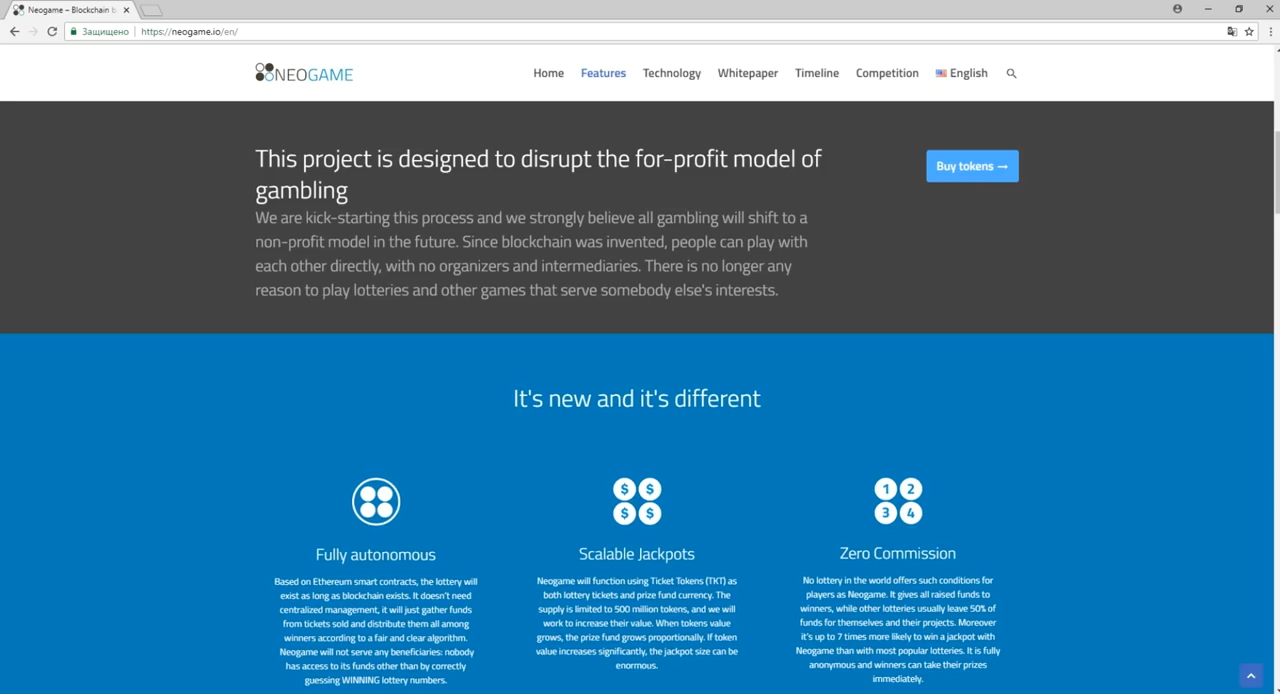 Neogame – Blockchain b
Защищено
https://neogame.io/en/
NEOGAME
Home
Features
Technology
Whitepaper
Timeline
Competition
English
This project is designed to disrupt the for-profit model of
gambling
Buy tokens →
We are kick-starting this process and we strongly believe all gambling will shift to a
non-profit model in the future. Since blockchain was invented, people can play with
each other directly, with no organizers and intermediaries. There is no longer any
reason to play lotteries and other games that serve somebody else's interests.
It's new and it's different
$ $
$ $
1 2
3 4
Fully autonomous
Based on Ethereum smart contracts, the lottery will
exist as long as blockchain exists. It doesn't need
centralized management, it will just gather funds
from tickets sold and distribute them all among
winners according to a fair and clear algorithm.
Neogame will not serve any beneficiaries: nobody
has access to its funds other than by correctly
guessing WINNING lottery numbers.
Scalable Jackpots
Neogame will function using Ticket Tokens (TKT) as
both lottery tickets and prize fund currency. The
supply is limited to 500 million tokens, and we will
work to increase their value. When tokens value
grows, the prize fund grows proportionally. If token
value increases significantly, the jackpot size can be
enormous.
Zero Commission
No lottery in the world offers such conditions for
players as Neogame. It gives all raised funds to
winners, while other lotteries usually leave 50% of
funds for themselves and their projects. Moreover
it's up to 7 times more likely to win a jackpot with
Neogame than with most popular lotteries. It is fully
anonymous and winners can take their prizes
immediately.